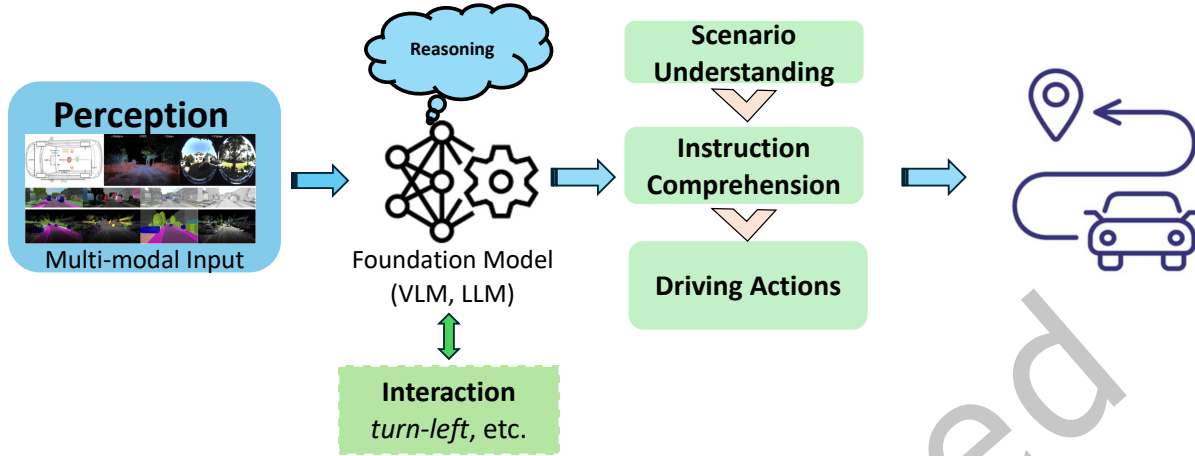 Reasoning
Scenario
Understanding
Perception
Multi-modal Input
Foundation Model
(VLM, LLM)
Instruction
Comprehension
Driving Actions
Interaction
turn-left, etc.
ed